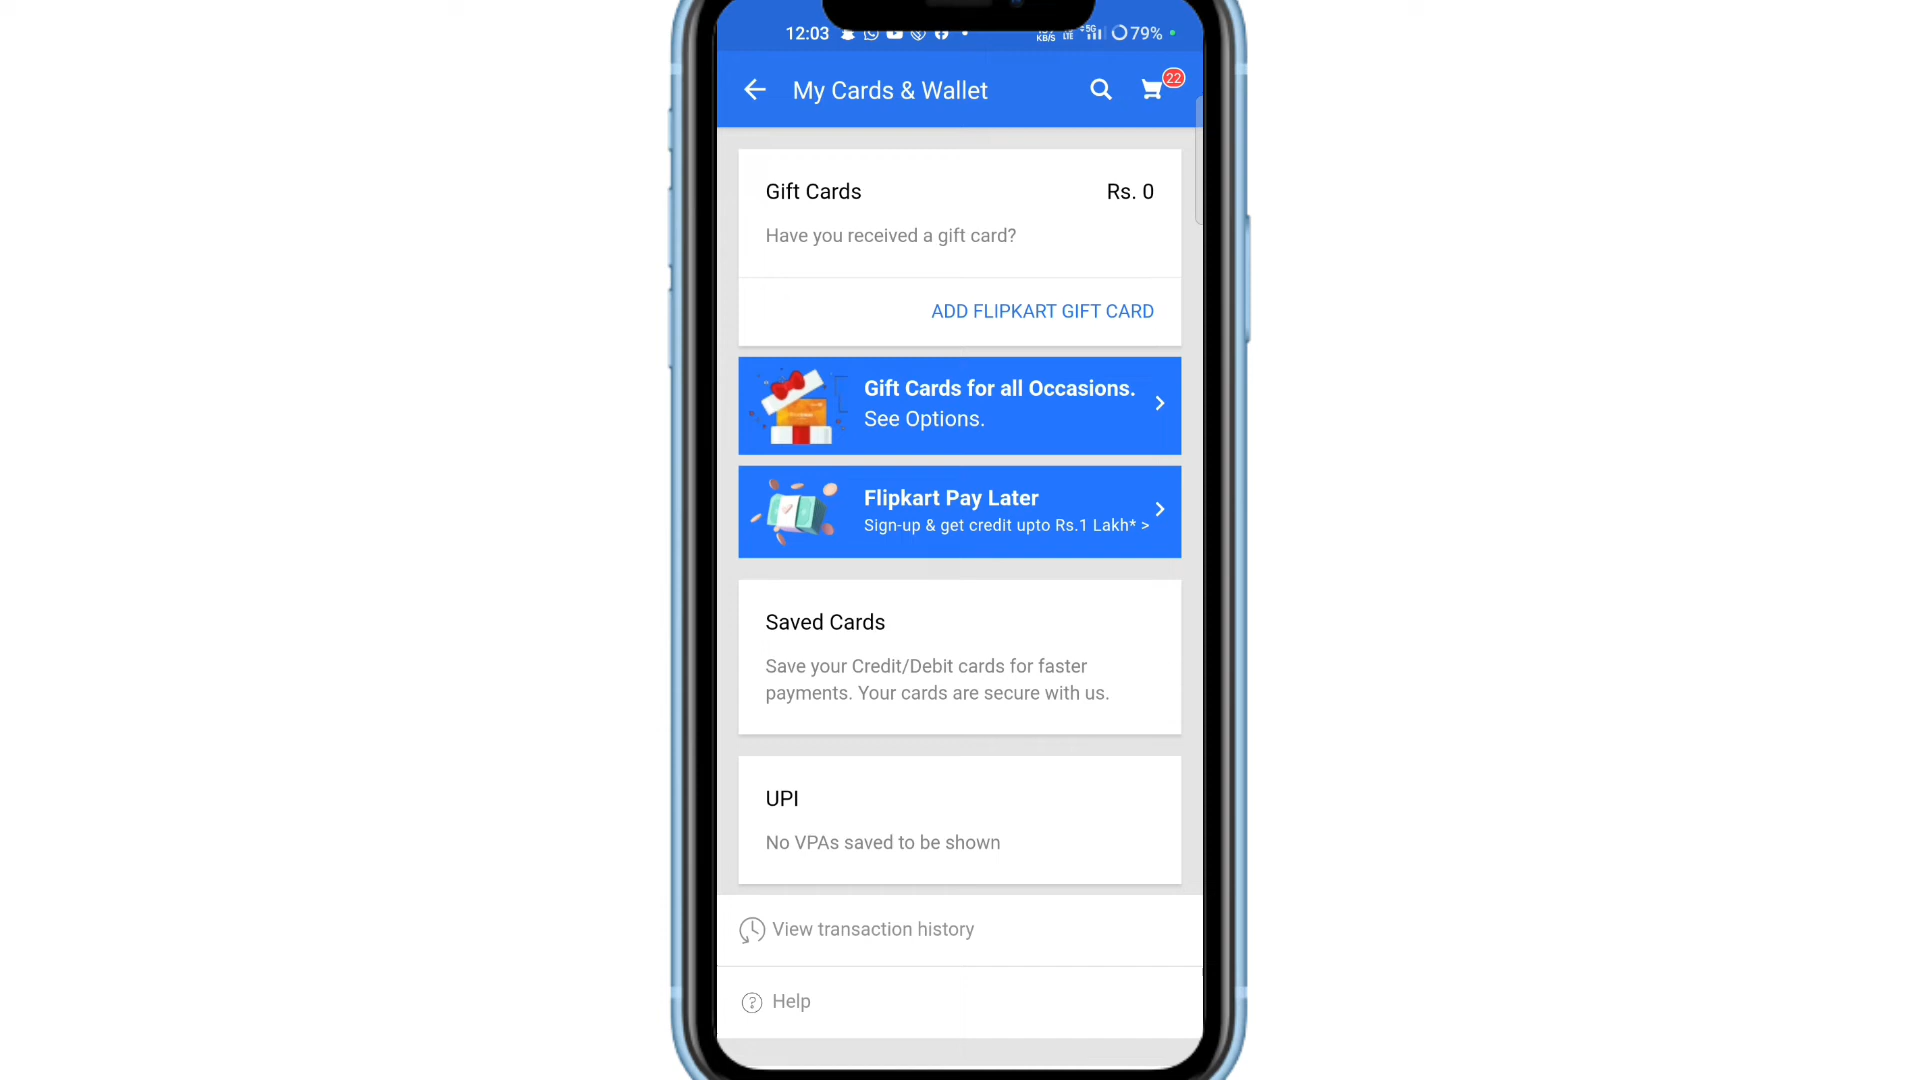 12:03
KB/S LTE 5G 79%
My Cards & Wallet
22
Gift Cards Rs. 0
Have you received a gift card?
ADD FLIPKART GIFT CARD
Gift Cards for all Occasions.
See Options.
Flipkart Pay Later
Sign-up & get credit upto Rs.1 Lakh* >
Saved Cards
Save your Credit/Debit cards for faster
payments. Your cards are secure with us.
UPI
No VPAs saved to be shown
View transaction history
Help